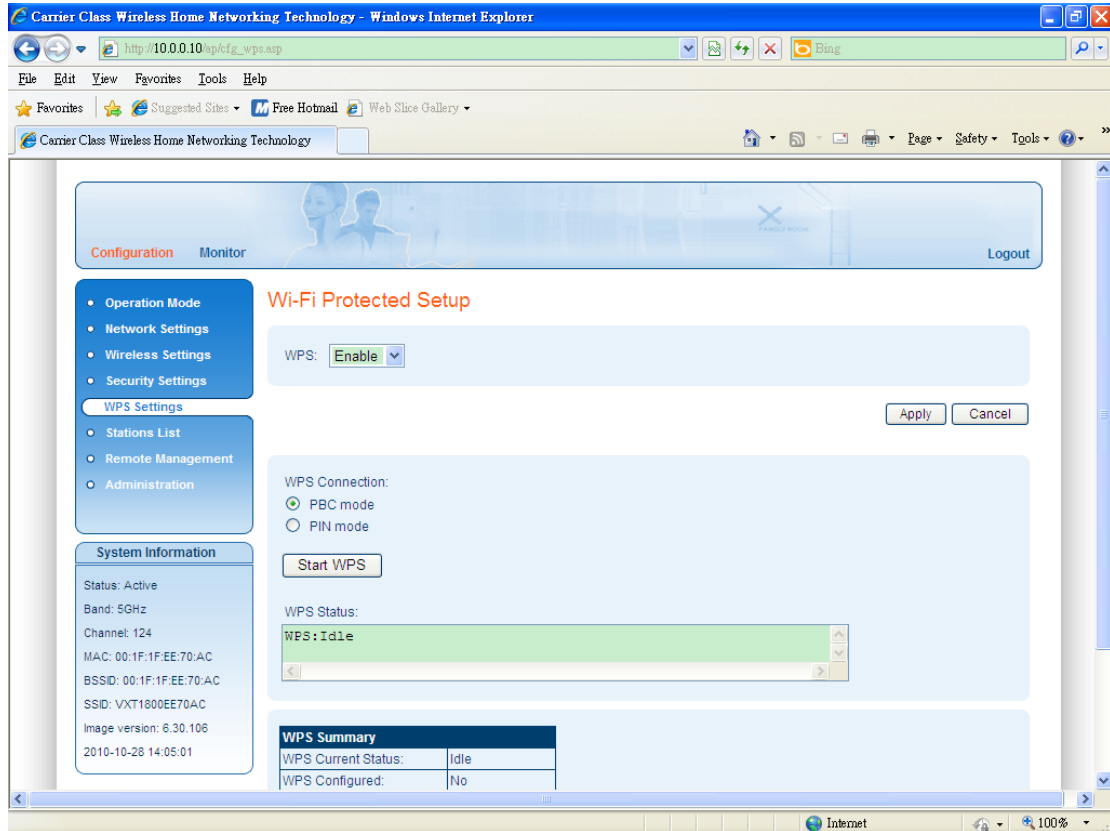 Carrier Class Wireless Home Networking Technology - Windows Internet Explorer
http://10.0.0.10/ap/cfg_wps.asp
Bing
File Edit View Favorites Tools Help
Favorites Suggested Sites Free Hotmail Web Slice Gallery
Carrier Class Wireless Home Networking Technology
Page Safety Tools
FAMILY ROOM
Configuration Monitor Logout
Operation Mode
Network Settings
Wireless Settings
Security Settings
WPS Settings
Stations List
Remote Management
Administration
System Information
Status: Active
Band: 5GHz
Channel: 124
MAC: 00:1F:1F:EE:70:AC
BSSID: 00:1F:1F:EE:70:AC
SSID: VXT1800EE70AC
Image version: 6.30.106
2010-10-28 14:05:01
Wi-Fi Protected Setup
WPS: Enable
Apply Cancel
WPS Connection:
PBC mode
PIN mode
Start WPS
WPS Status:
WPS:Idle
WPS Summary
WPS Current Status: Idle
WPS Configured: No
Internet 100%